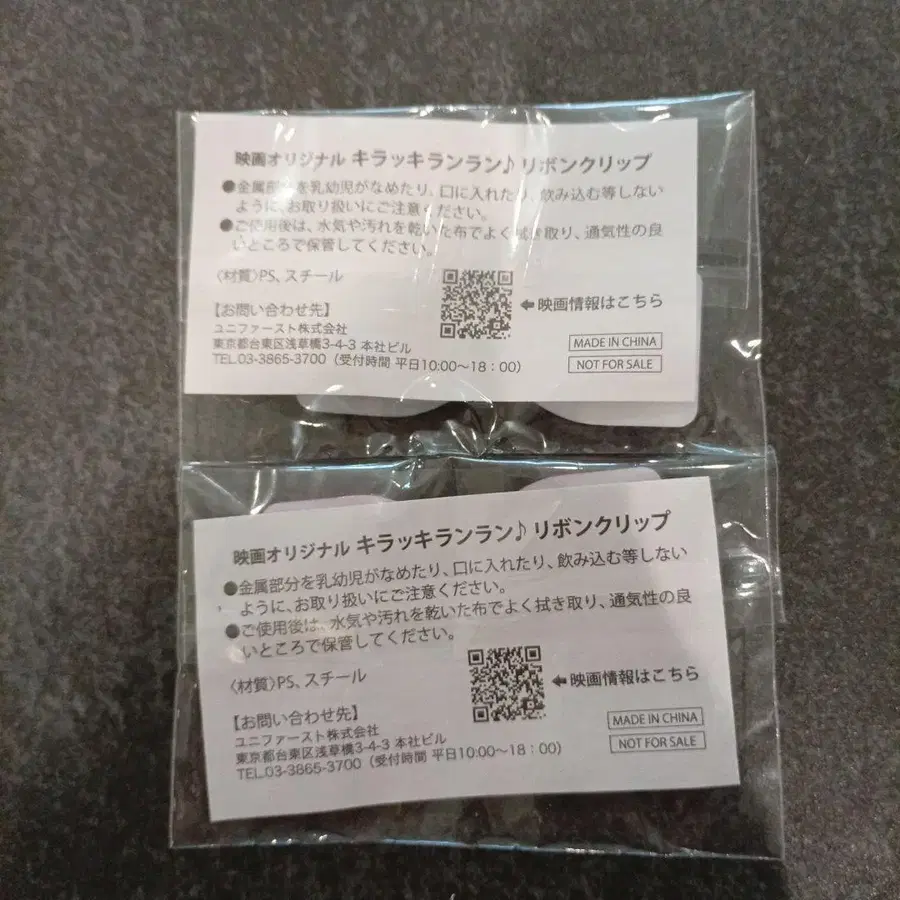 映画オリジナル キラッキランラン♪ リボンクリップ
●金属部分を乳幼児がなめたり、口に入れたり、飲み込む等しない
ように、お取り扱いにご注意ください。
●ご使用後は、水気や汚れを乾いた布でよく拭き取り、通気性の良
いところで保管してください。
〈材質〉PS、スチール
←映画情報はこちら
【お問い合わせ先】
ユニファースト株式会社
東京都台東区浅草橋3-4-3 本社ビル
TEL.03-3865-3700（受付時間 平日10:00〜18：00）
MADE IN CHINA
NOT FOR SALE
映画オリジナル キラッキランラン♪ リボンクリップ
●金属部分を乳幼児がなめたり、口に入れたり、飲み込む等しない
ように、お取り扱いにご注意ください。
●ご使用後は、水気や汚れを乾いた布でよく拭き取り、通気性の良
いところで保管してください。
〈材質〉PS、スチール
←映画情報はこちら
【お問い合わせ先】
ユニファースト株式会社
東京都台東区浅草橋3-4-3 本社ビル
TEL.03-3865-3700（受付時間 平日10:00〜18：00）
MADE IN CHINA
NOT FOR SALE